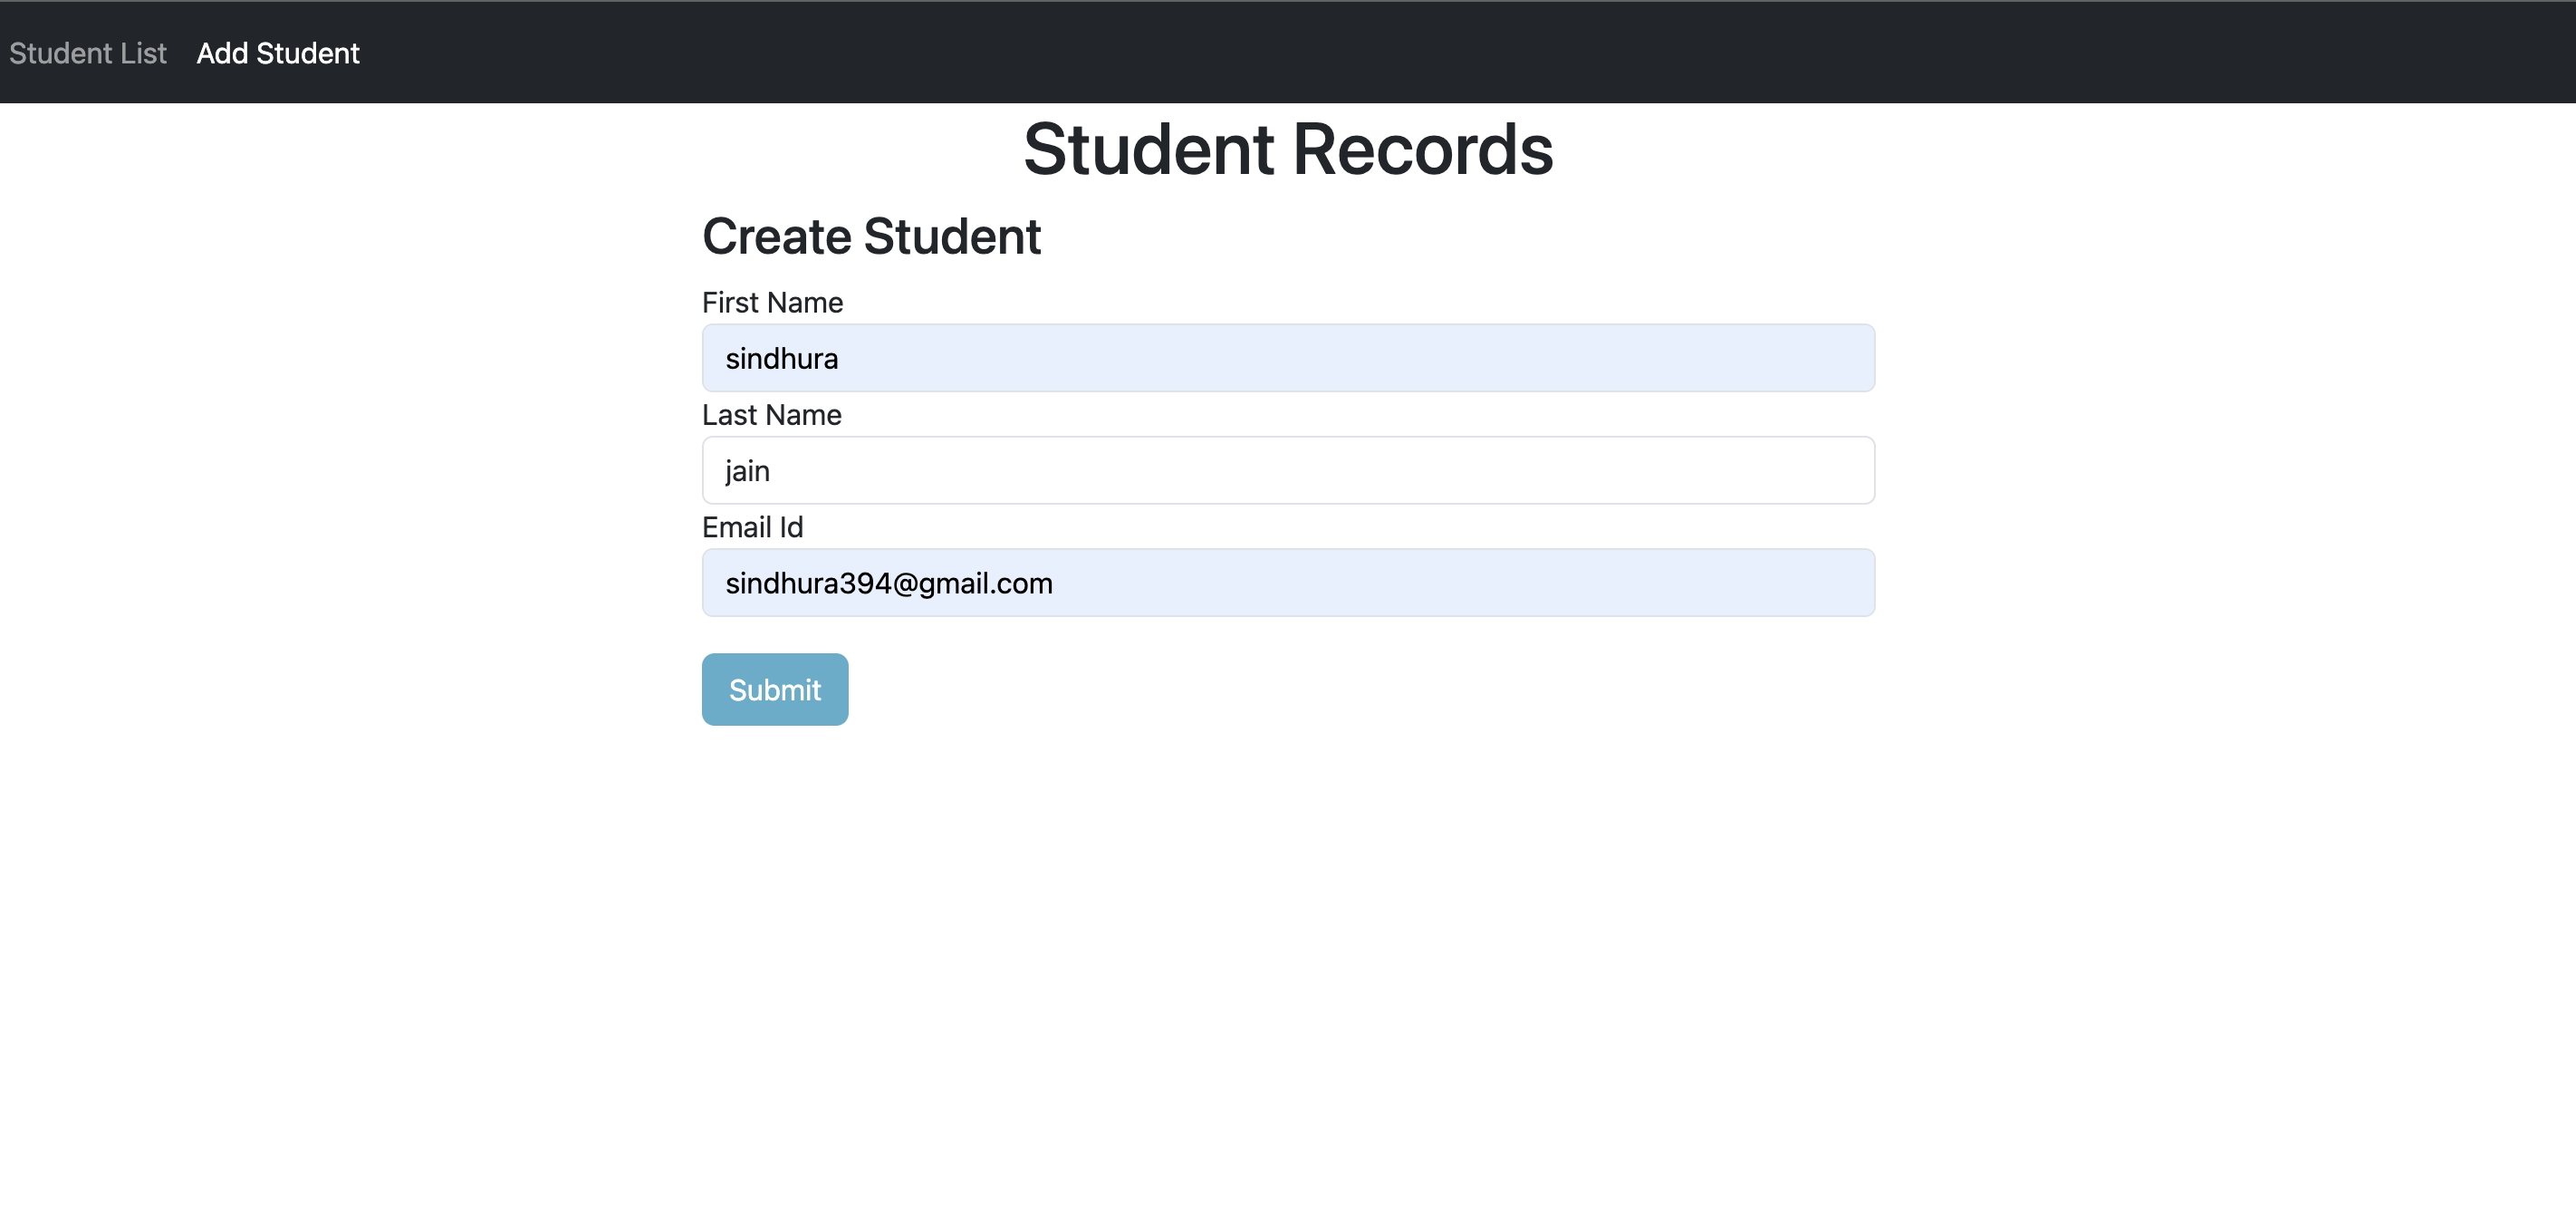 Student List Add Student
Student Records
Create Student
First Name
sindhura
Last Name
jain
Email Id
sindhura394@gmail.com
Submit